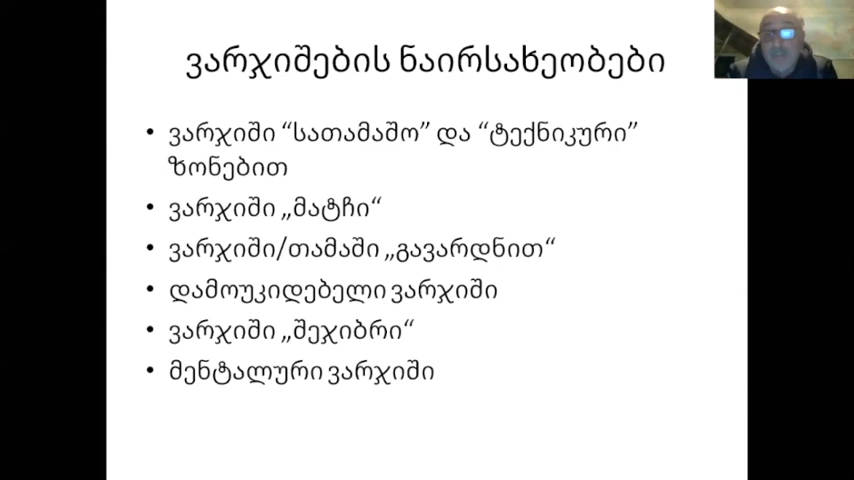 ვარჯიშების ნაირსახეობები
• ვარჯიში “სათამაშო” და “ტექნიკური”
ზონებით
• ვარჯიში „მატჩი“
• ვარჯიში/თამაში „გავარდნით“
• დამოუკიდებელი ვარჯიში
• ვარჯიში „შეჯიბრი“
• მენტალური ვარჯიში